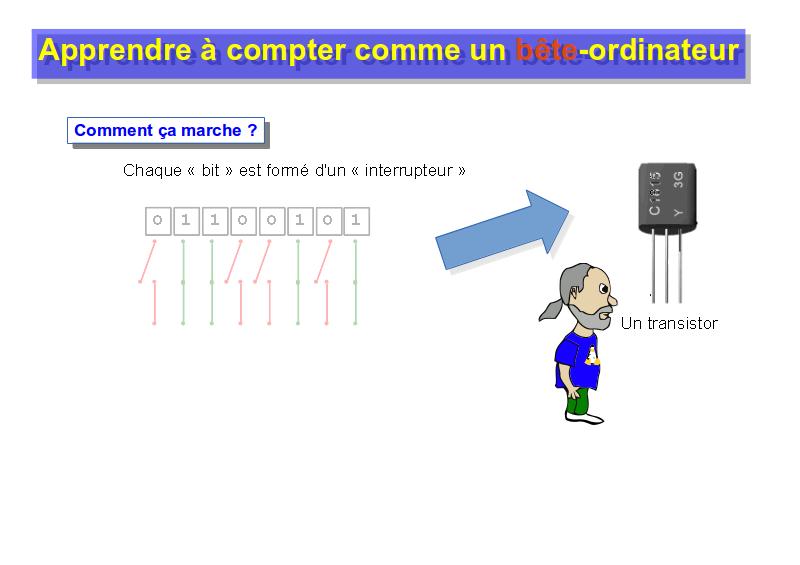 Apprendre à compter comme un bête-ordinateur
Comment ça marche ?
Chaque « bit » est formé d'un « interrupteur »
0 1 1 0 0 1 0 1
C1815
Y 3G
Un transistor